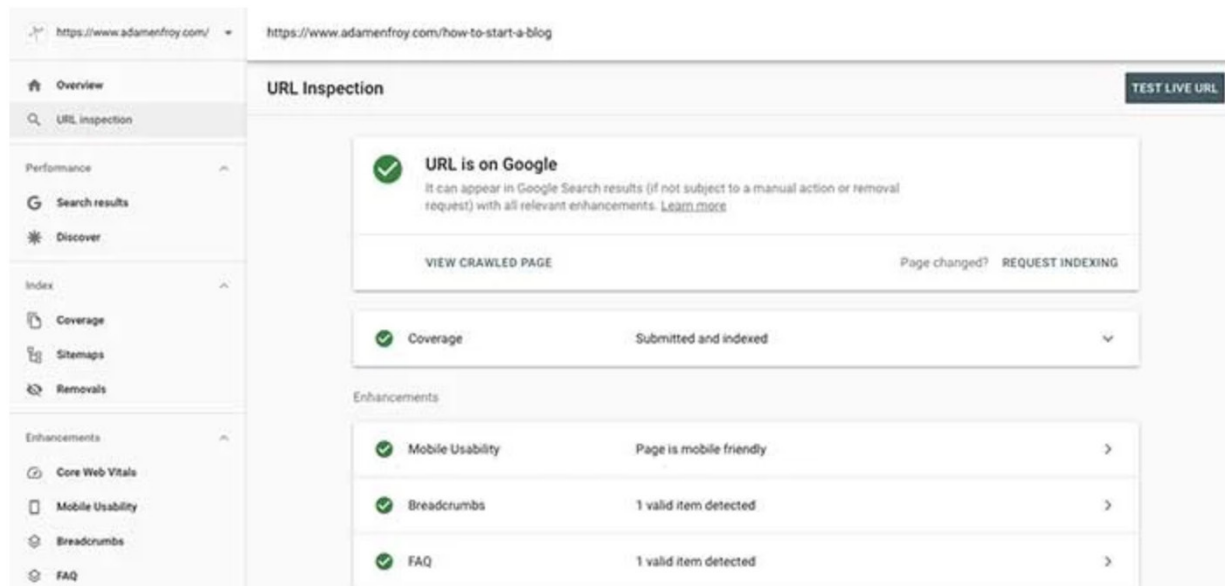 https://www.adamenfroy.com/
https://www.adamenfroy.com/how-to-start-a-blog
Overview
URL inspection
Performance
Search results
Discover
Index
Coverage
Sitemaps
Removals
Enhancements
Core Web Vitals
Mobile Usability
Breadcrumbs
FAQ
URL Inspection
TEST LIVE URL
URL is on Google
It can appear in Google Search results (if not subject to a manual action or removal
request) with all relevant enhancements. Learn more
VIEW CRAWLED PAGE
Page changed? REQUEST INDEXING
Coverage Submitted and indexed
Enhancements
Mobile Usability Page is mobile friendly
Breadcrumbs 1 valid item detected
FAQ 1 valid item detected